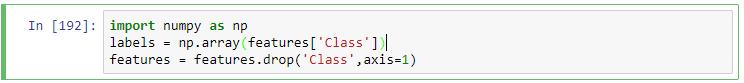 In [192]: import numpy as np
labels = np.array(features['Class'])
features = features.drop('Class',axis=1)